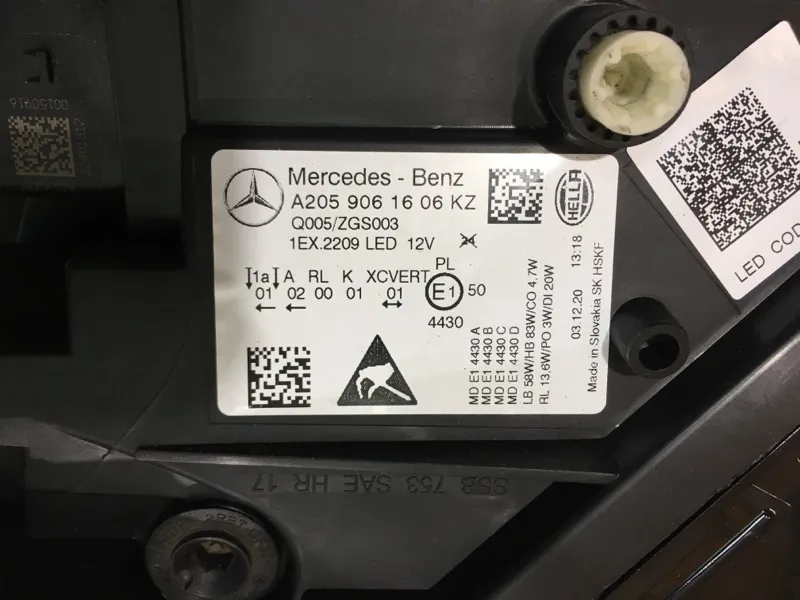 00150916
Mercedes - Benz
A205 906 16 06 KZ
Q005/ZGS003
1EX.2209 LED 12V 24
HELLA
1a A RL K XCVERT PL
01 02 00 01 01 E1 50
4430
MD E1 4430 A
MD E1 4430 B
MD E1 4430 C
MD E1 4430 D
LB 58W/HB 83W/CO 4,7W
RL 13,6W/PO 3W/DI 20W
03.12.20 13:18
Made in Slovakia SK HSKF
LED COD
SSB 753 SAE HR 17